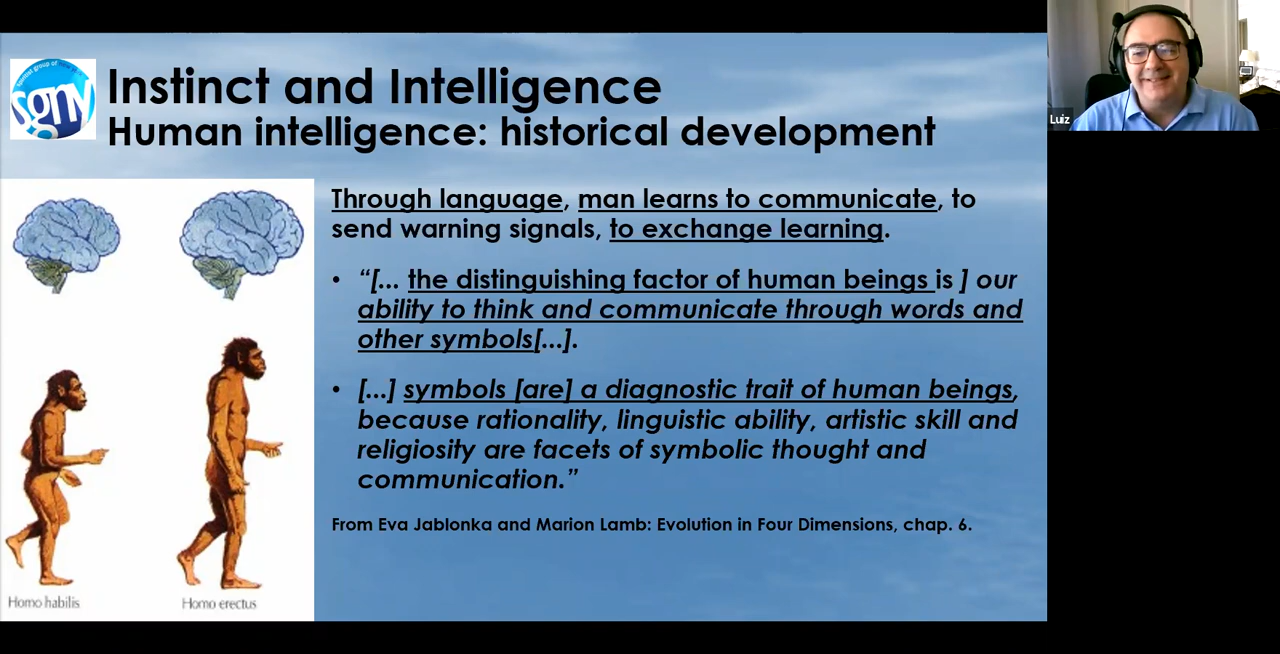 sgny
Instinct and Intelligence
Human intelligence: historical development
Luiz
Through language, man learns to communicate, to
send warning signals, to exchange learning.
• “[... the distinguishing factor of human beings is ] our
ability to think and communicate through words and
other symbols[...].
• [...] symbols [are] a diagnostic trait of human beings,
because rationality, linguistic ability, artistic skill and
religiosity are facets of symbolic thought and
communication.”
From Eva Jablonka and Marion Lamb: Evolution in Four Dimensions, chap. 6.
Homo habilis
Homo erectus